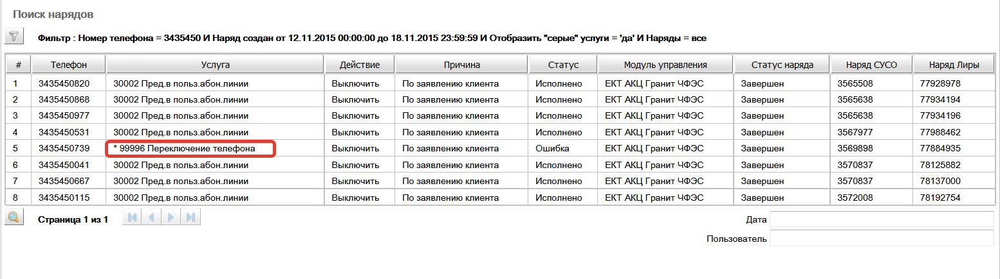 Поиск нарядов
Фильтр : Номер телефона = 3435450 И Наряд создан от 12.11.2015 00:00:00 до 18.11.2015 23:59:59 И Отобразить "серые" услуги = 'да' И Наряды = все
# Телефон Услуга Действие Причина Статус Модуль управления Статус наряда Наряд СУСО Наряд Лиры
1 3435450820 30002 Пред.в польз.абон.линии Выключить По заявлению клиента Исполнено ЕКТ АКЦ Гранит ЧФЭС Завершен 3565508 77928978
2 3435450868 30002 Пред.в польз.абон.линии Выключить По заявлению клиента Исполнено ЕКТ АКЦ Гранит ЧФЭС Завершен 3565638 77934194
3 3435450977 30002 Пред.в польз.абон.линии Выключить По заявлению клиента Исполнено ЕКТ АКЦ Гранит ЧФЭС Завершен 3565638 77934196
4 3435450531 30002 Пред.в польз.абон.линии Выключить По заявлению клиента Исполнено ЕКТ АКЦ Гранит ЧФЭС Завершен 3567977 77988462
5 3435450739 * 99996 Переключение телефона Выключить По заявлению клиента Ошибка ЕКТ АКЦ Гранит ЧФЭС Завершен 3569898 77884935
6 3435450041 30002 Пред.в польз.абон.линии Выключить По заявлению клиента Исполнено ЕКТ АКЦ Гранит ЧФЭС Завершен 3570837 78125882
7 3435450667 30002 Пред.в польз.абон.линии Выключить По заявлению клиента Исполнено ЕКТ АКЦ Гранит ЧФЭС Завершен 3570837 78137000
8 3435450115 30002 Пред.в польз.абон.линии Выключить По заявлению клиента Исполнено ЕКТ АКЦ Гранит ЧФЭС Завершен 3572008 78192754
Страница 1 из 1
Дата
Пользователь